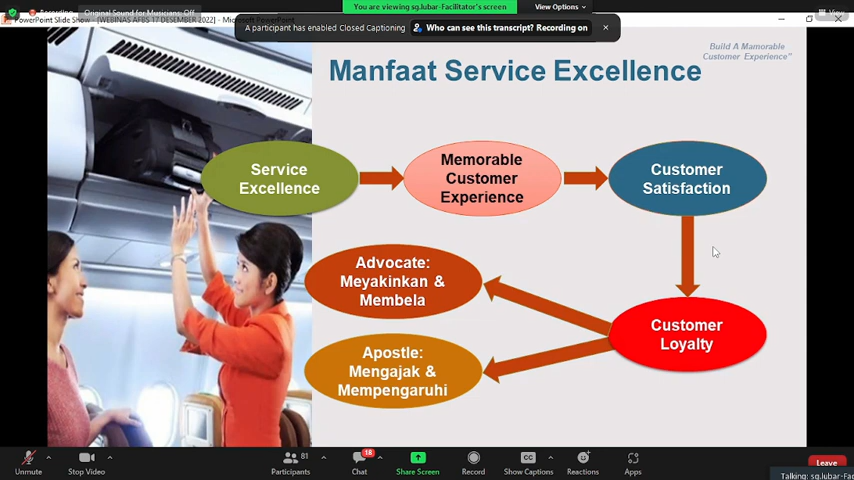 PowerPoint Slide Show - [WEBINAS AFBS 17 DESEMBER 2022] - Microsoft PowerPoint
Recording
Original Sound for Musicians: Off
You are viewing sg.lubar-Facilitator's screen
View Options
View
A participant has enabled Closed Captioning
Who can see this transcript? Recording on
Build A Mamorable
Customer Experience"
Manfaat Service Excellence
Service
Excellence
Memorable
Customer
Experience
Customer
Satisfaction
Advocate:
Meyakinkan &
Membela
Customer
Loyalty
Apostle:
Mengajak &
Mempengaruhi
Unmute
Stop Video
Participants
81
Chat
18
Share Screen
Record
CC
Show Captions
Reactions
Apps
Leave
Talking: sg.lubar-Fac